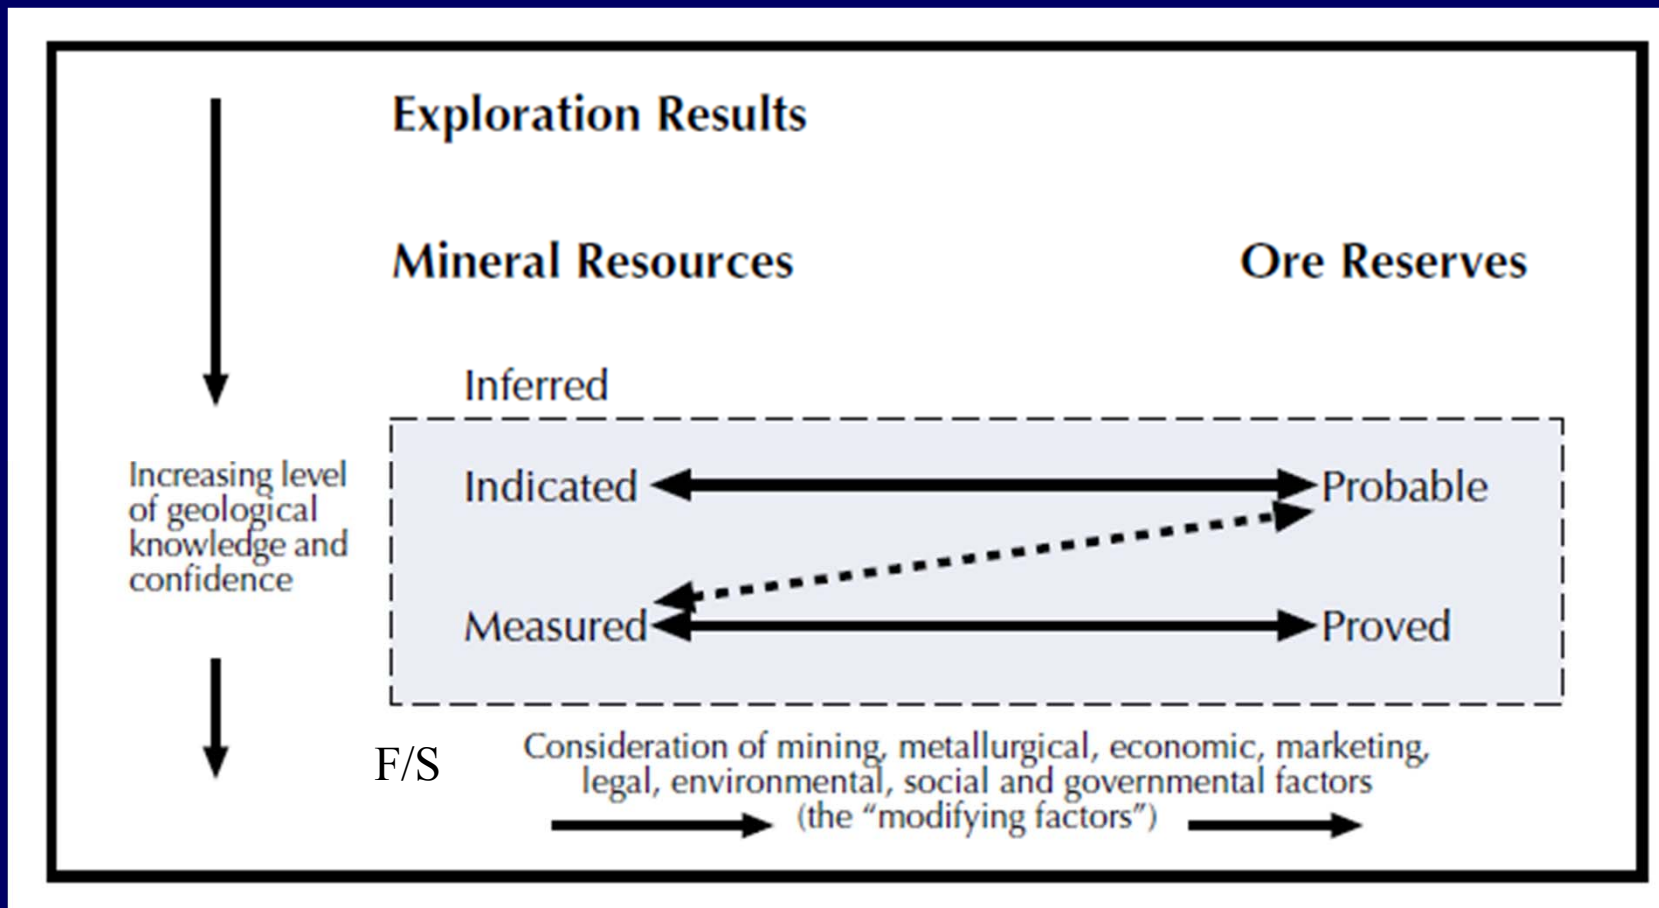 Exploration Results
Mineral Resources
Ore Reserves
Inferred
Increasing level
of geological
knowledge and
confidence
Indicated
Probable
Measured
Proved
F/S
Consideration of mining, metallurgical, economic, marketing,
legal, environmental, social and governmental factors
(the “modifying factors”)